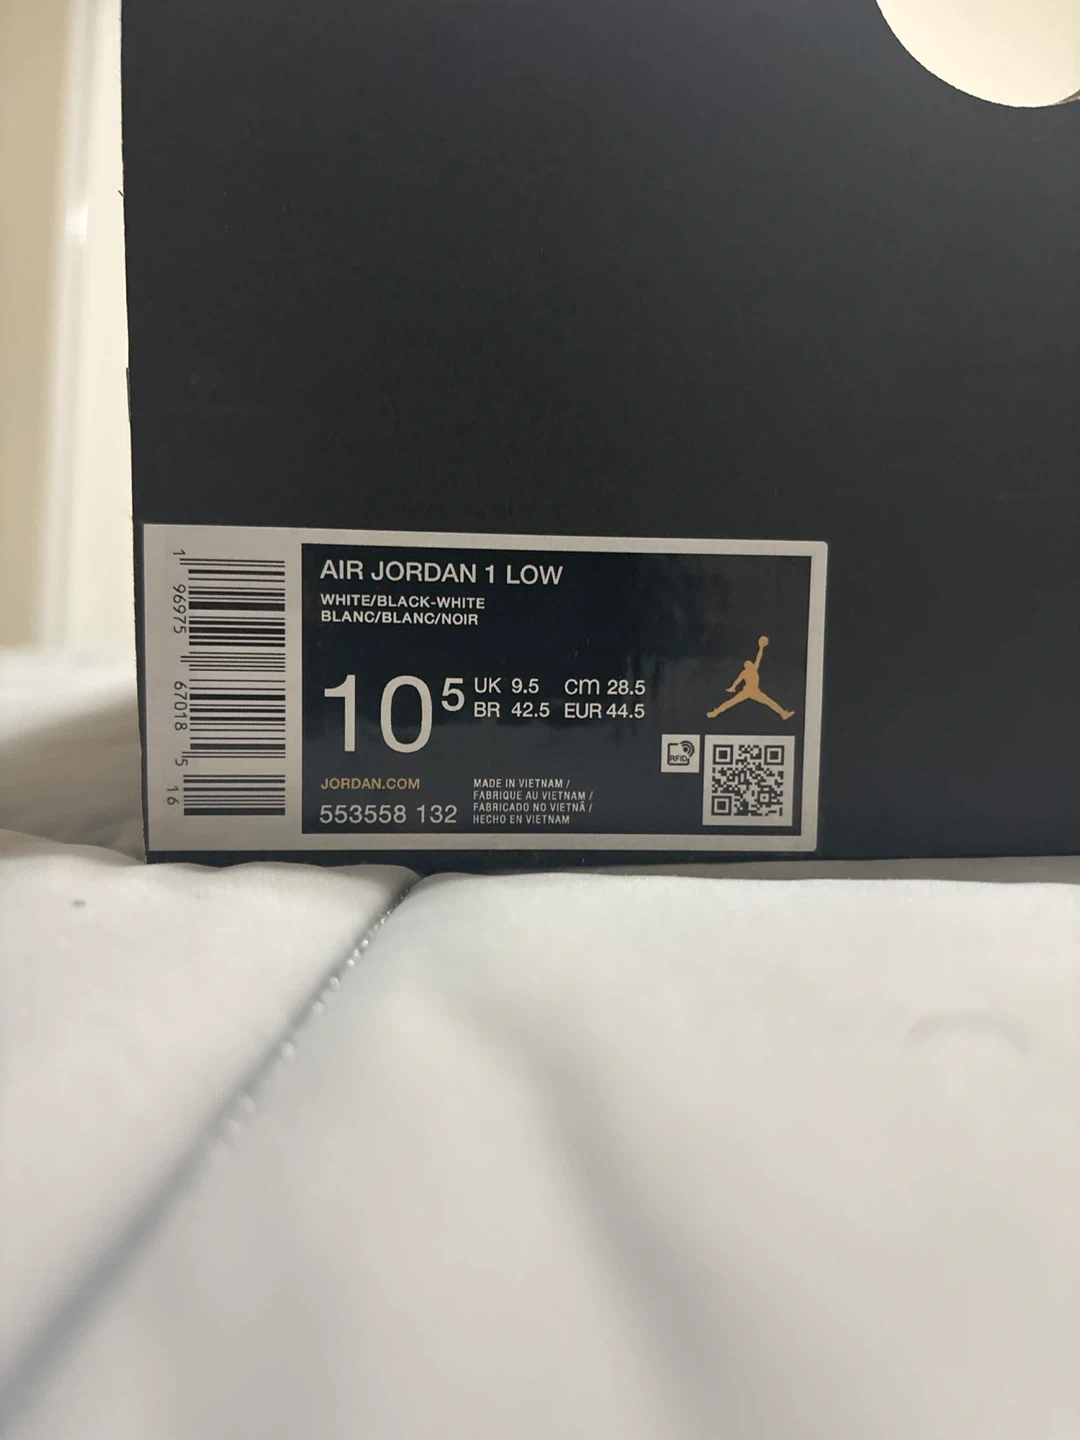 AIR JORDAN 1 LOW
WHITE/BLACK-WHITE
BLANC/BLANC/NOIR
10 5
UK 9.5 cm 28.5
BR 42.5 EUR 44.5
RFID
JORDAN.COM
553558 132
MADE IN VIETNAM /
FABRIQUE AU VIETNAM /
FABRICADO NO VIETNÃ /
HECHO EN VIETNAM
1 96975 67018 5
16